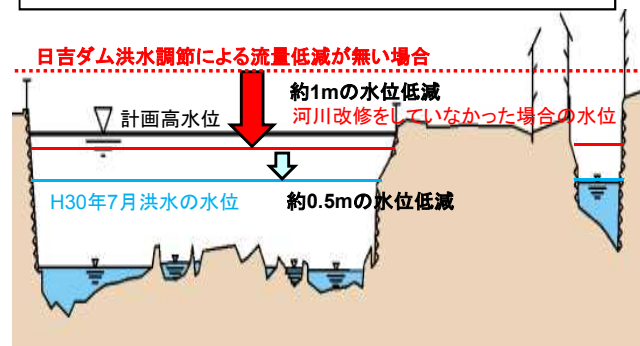 日吉ダム洪水調節による流量低減が無い場合
約1mの水位低減
計画高水位
河川改修をしていなかった場合の水位
H30年7月洪水の水位
約0.5mの水位低減